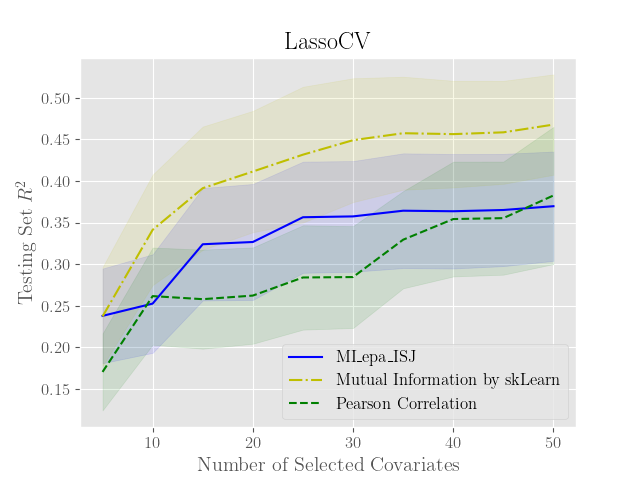 LassoCV
Testing Set R²
0.50
0.45
0.40
0.35
0.30
0.25
0.20
0.15
10 20 30 40 50
Number of Selected Covariates
MI_epa_ISJ
Mutual Information by skLearn
Pearson Correlation